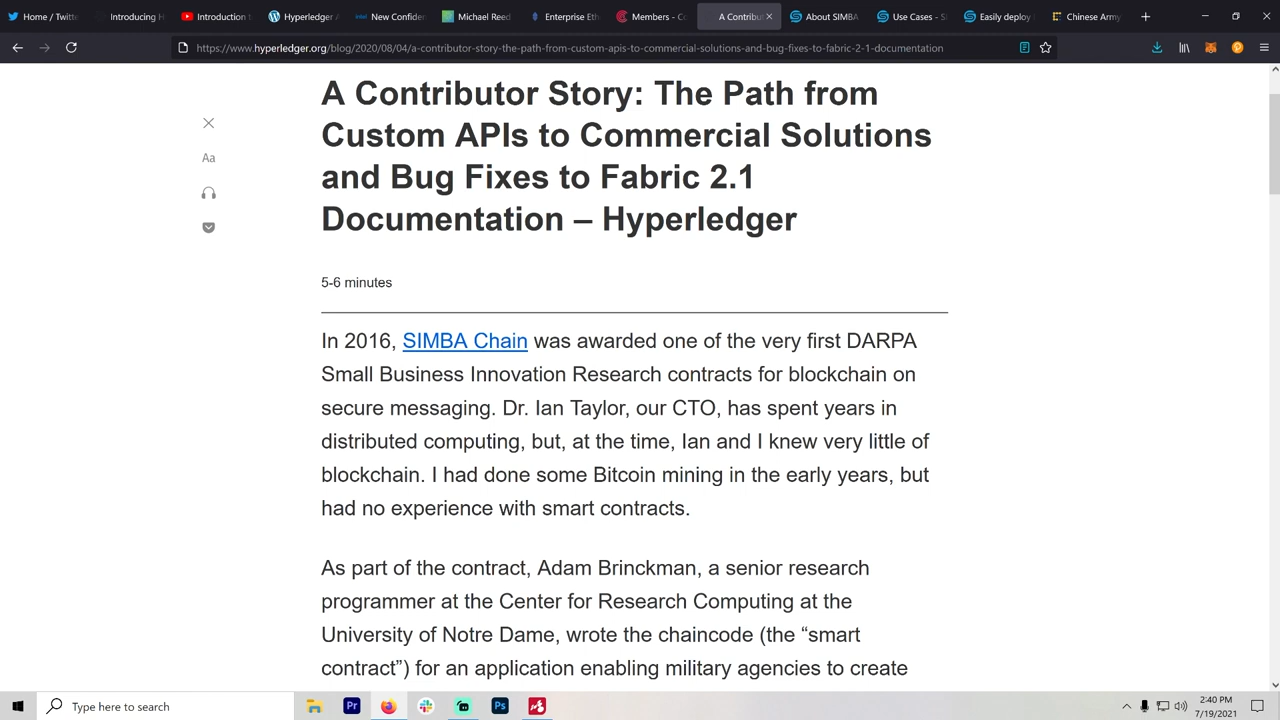 Home / Twitt
Introducing H
Introduction t
Hyperledger A
New Confiden
Michael Reed
Enterprise Eth
Members - Co
A Contribut
About SIMBA
Use Cases - S
Easily deploy
Chinese Army
https://www.hyperledger.org/blog/2020/08/04/a-contributor-story-the-path-from-custom-apis-to-commercial-solutions-and-bug-fixes-to-fabric-2-1-documentation
A Contributor Story: The Path from
Custom APIs to Commercial Solutions
and Bug Fixes to Fabric 2.1
Documentation – Hyperledger
Aa
5-6 minutes
In 2016, SIMBA Chain was awarded one of the very first DARPA
Small Business Innovation Research contracts for blockchain on
secure messaging. Dr. Ian Taylor, our CTO, has spent years in
distributed computing, but, at the time, Ian and I knew very little of
blockchain. I had done some Bitcoin mining in the early years, but
had no experience with smart contracts.
As part of the contract, Adam Brinckman, a senior research
programmer at the Center for Research Computing at the
University of Notre Dame, wrote the chaincode (the “smart
contract”) for an application enabling military agencies to create
Type here to search
Pr
Ps
2:40 PM
7/19/2021